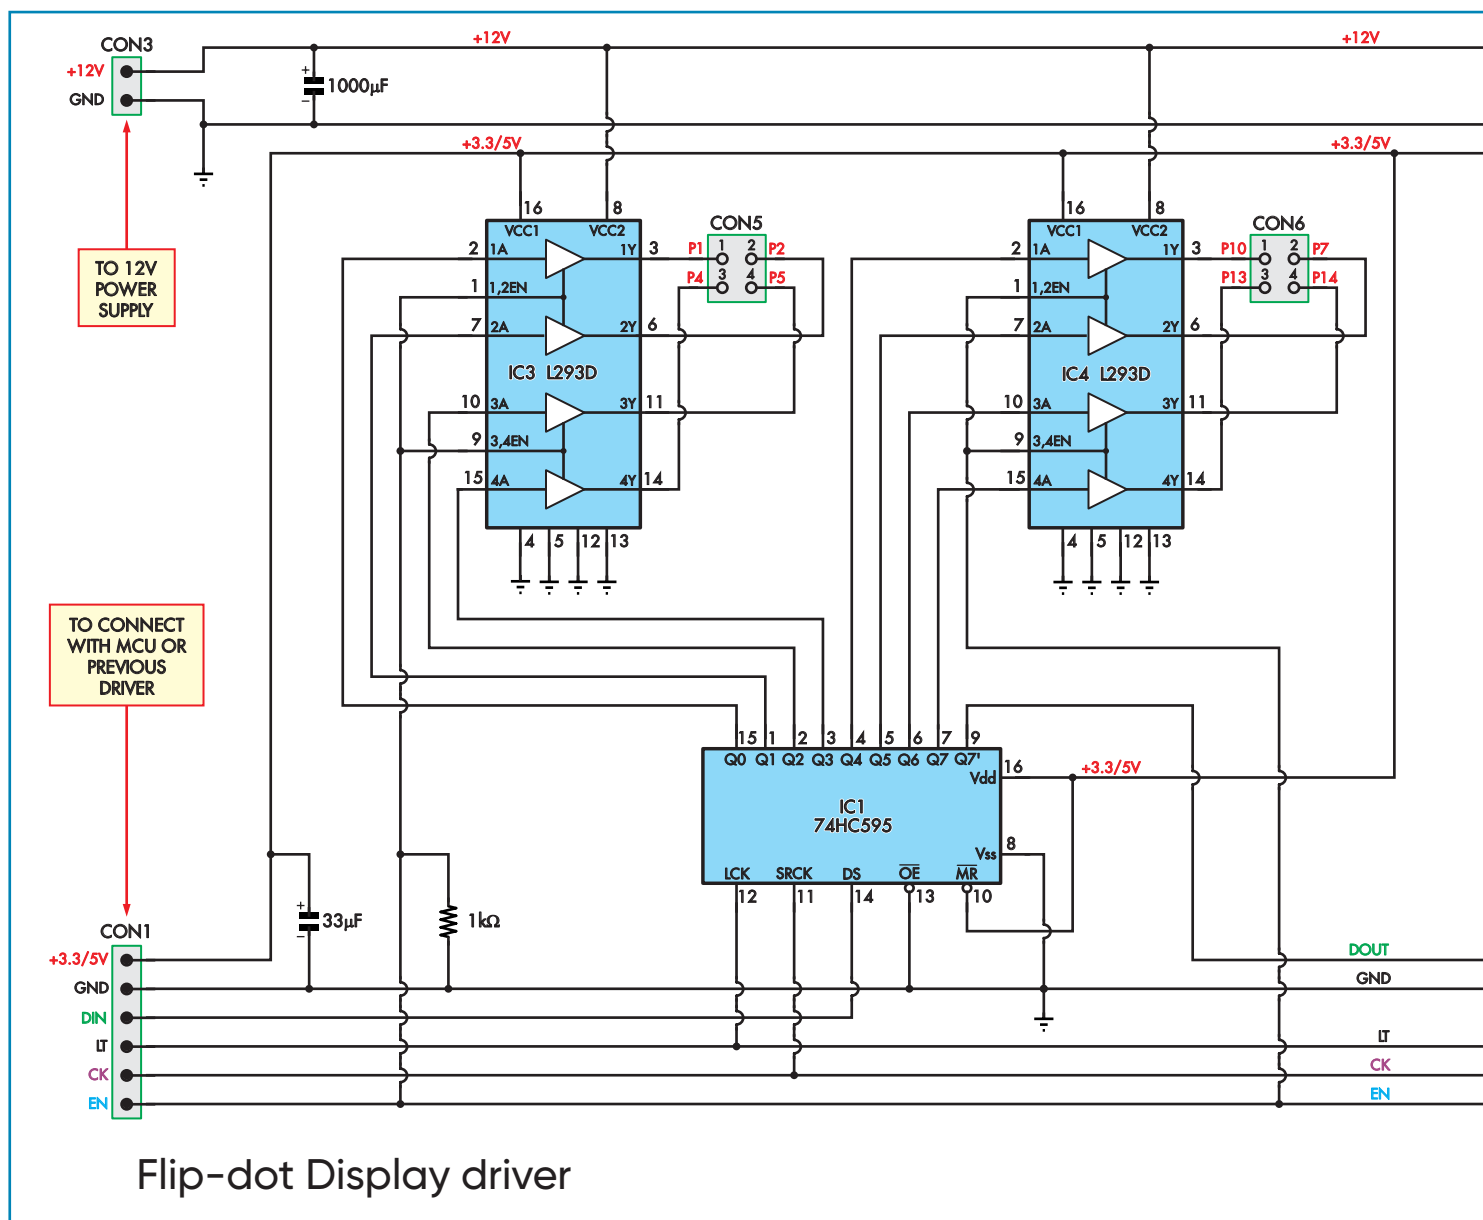 CON3
+12V
GND
+
1000µF
–
+12V
+12V
+3.3/5V
+3.3/5V
TO 12V
POWER
SUPPLY
16
8
VCC1
VCC2
2
1A
1Y
3
1
1,2EN
7
2A
2Y
6
IC3 L293D
10
3A
3Y
11
9
3,4EN
15
4A
4Y
14
4
5
12
13
CON5
P1
1
2
P2
P4
3
4
P5
16
8
VCC1
VCC2
2
1A
1Y
3
1
1,2EN
7
2A
2Y
6
IC4 L293D
10
3A
3Y
11
9
3,4EN
15
4A
4Y
14
4
5
12
13
CON6
P10
1
2
P7
P13
3
4
P14
TO CONNECT
WITH MCU OR
PREVIOUS
DRIVER
15
1
2
3
4
5
6
7
9
Q0
Q1
Q2
Q3
Q4
Q5
Q6
Q7
Q7'
16
Vdd
+3.3/5V
IC1
74HC595
8
Vss
LCK
SRCK
DS
OE
MR
12
11
14
13
10
+
33µF
–
1kΩ
CON1
+3.3/5V
GND
DIN
LT
CK
EN
DOUT
GND
LT
CK
EN
Flip-dot Display driver